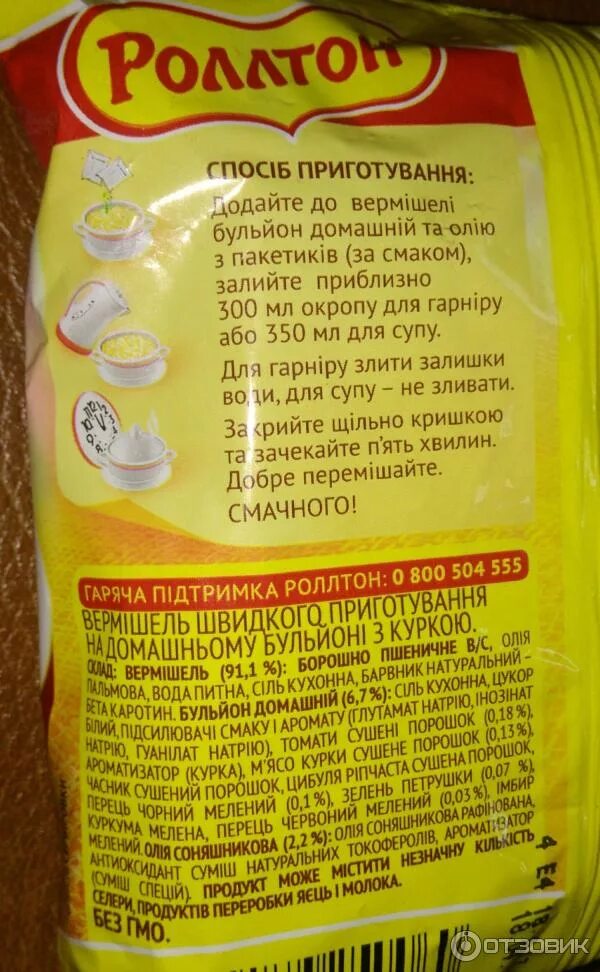 РОЛЛТОН
СПОСІБ ПРИГОТУВАННЯ:
Додайте до вермішелі
бульйон домашній та олію
з пакетиків (за смаком),
залийте приблизно
300 мл окропу для гарніру
або 350 мл для супу.
Для гарніру злити залишки
води, для супу – не зливати.
Закрийте щільно кришкою
та зачекайте п'ять хвилин.
Добре перемішайте.
СМАЧНОГО!
ГАРЯЧА ПІДТРИМКА РОЛЛТОН: 0 800 504 555
ВЕРМІШЕЛЬ ШВИДКОГО ПРИГОТУВАННЯ
НА ДОМАШНЬОМУ БУЛЬЙОНІ З КУРКОЮ.
СКЛАД: ВЕРМІШЕЛЬ (91,1 %): БОРОШНО ПШЕНИЧНЕ В/С, ОЛІЯ
ПАЛЬМОВА, ВОДА ПИТНА, СІЛЬ КУХОННА, БАРВНИК НАТУРАЛЬНИЙ –
БЕТА КАРОТИН. БУЛЬЙОН ДОМАШНІЙ (6,7 %): СІЛЬ КУХОННА, ЦУКОР
БІЛИЙ, ПІДСИЛЮВАЧІ СМАКУ І АРОМАТУ (ГЛУТАМАТ НАТРІЮ, ІНОЗІНАТ
НАТРІЮ, ГУАНІЛАТ НАТРІЮ), ТОМАТИ СУШЕНІ ПОРОШОК (0,18 %),
АРОМАТИЗАТОР (КУРКА), М'ЯСО КУРКИ СУШЕНЕ ПОРОШОК (0,13 %),
ЧАСНИК СУШЕНИЙ ПОРОШОК, ЦИБУЛЯ РІПЧАСТА СУШЕНА ПОРОШОК,
ПЕРЕЦЬ ЧОРНИЙ МЕЛЕНИЙ (0,1 %), ЗЕЛЕНЬ ПЕТРУШКИ (0,07 %),
КУРКУМА МЕЛЕНА, ПЕРЕЦЬ ЧЕРВОНИЙ МЕЛЕНИЙ (0,03 %), ІМБИР
МЕЛЕНИЙ. ОЛІЯ СОНЯШНИКОВА (2,2 %): ОЛІЯ СОНЯШНИКОВА РАФІНОВАНА,
АНТИОКСИДАНТ СУМІШ НАТУРАЛЬНИХ ТОКОФЕРОЛІВ, АРОМАТИЗАТОР
(СУМІШ СПЕЦІЙ). ПРОДУКТ МОЖЕ МІСТИТИ НЕЗНАЧНУ КІЛЬКІСТЬ
СЕЛЕРИ, ПРОДУКТІВ ПЕРЕРОБКИ ЯЄЦЬ І МОЛОКА.
БЕЗ ГМО.
ОТЗОВИК